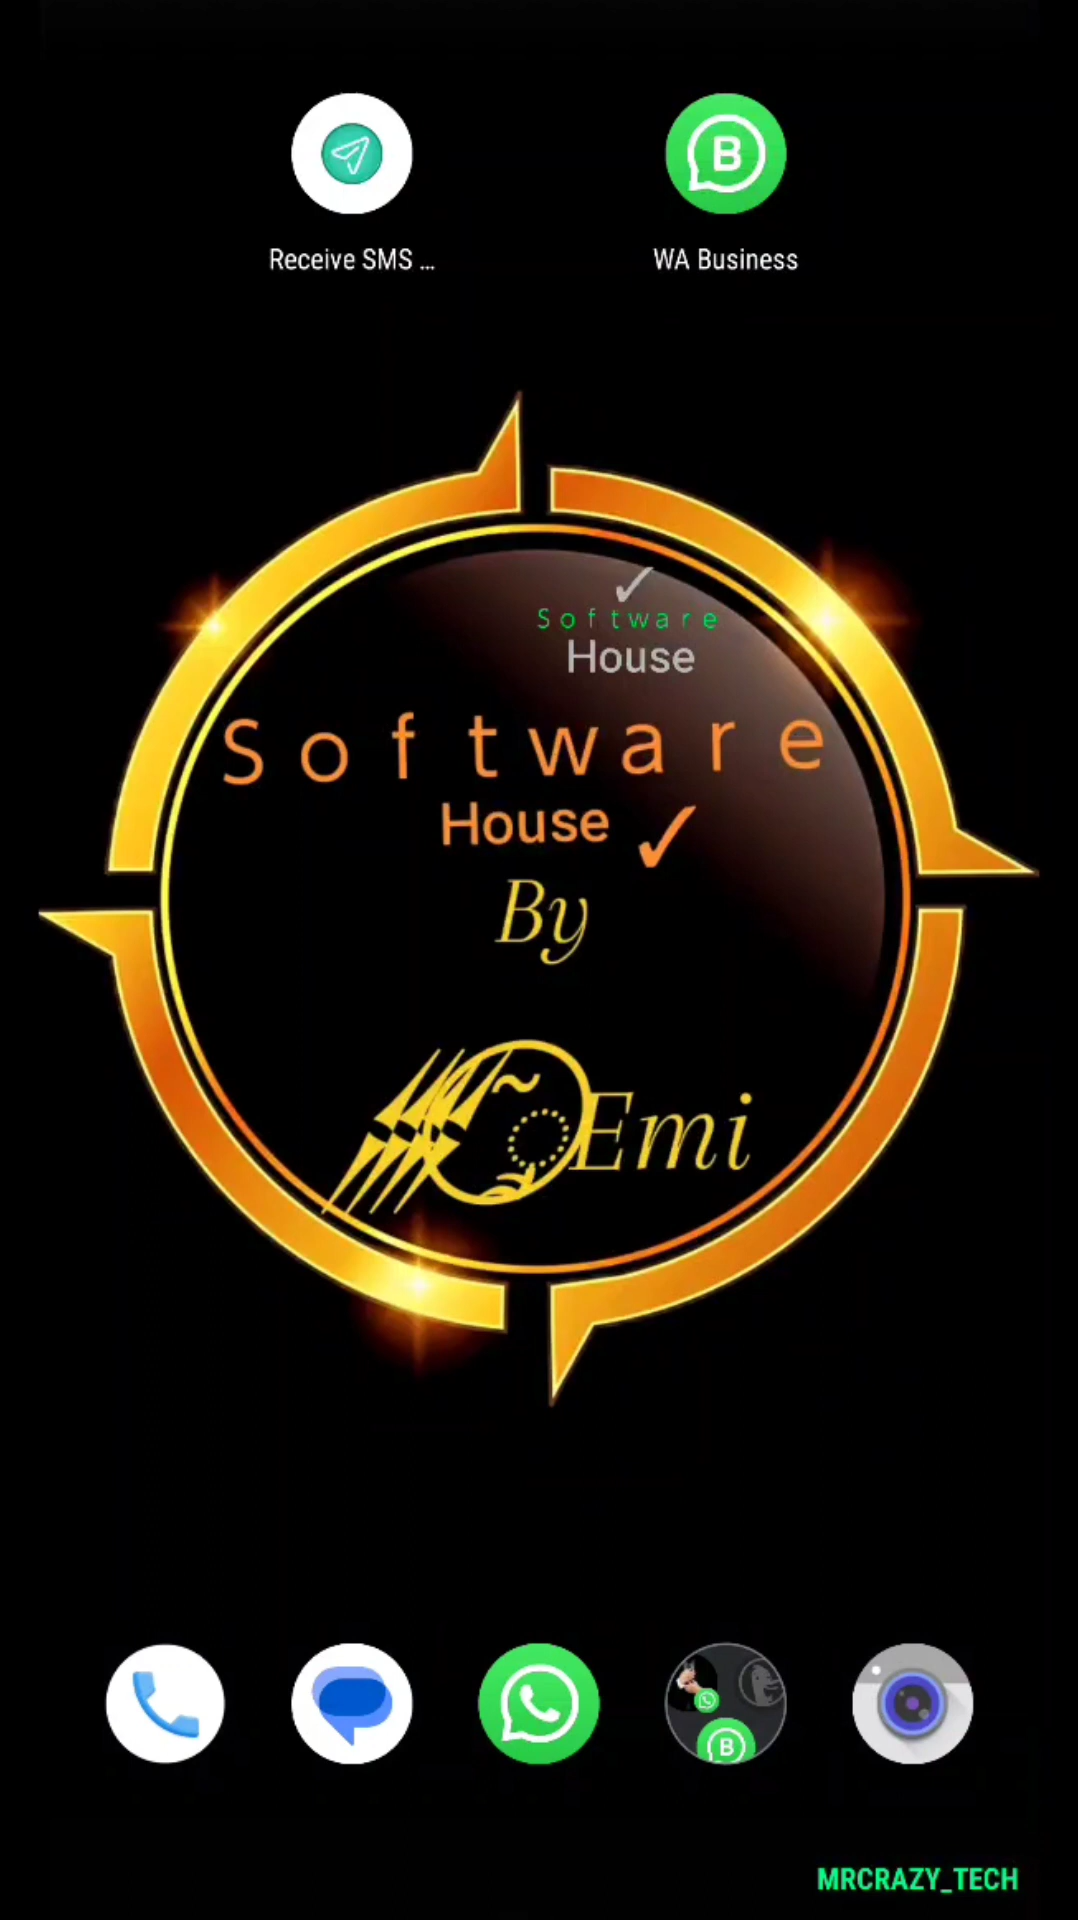 Receive SMS ...
WA Business
Software
House
Software
House
By
Emi
MRCRAZY_TECH